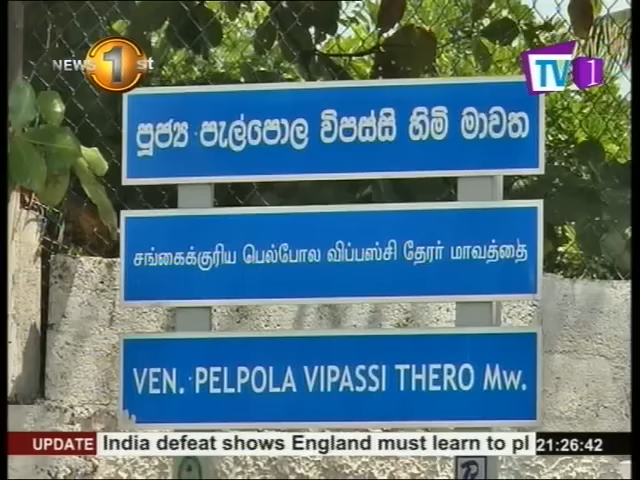 NEWS 1st
TV 1
පූජ්‍ය පැල්පොල විපස්සි හිමි මාවත
சங்கைக்குரிய பெல்போல விப்பஸ்சி தேரர் மாவத்தை
VEN. PELPOLA VIPASSI THERO Mw.
UPDATE India defeat shows England must learn to pl 21:26:42